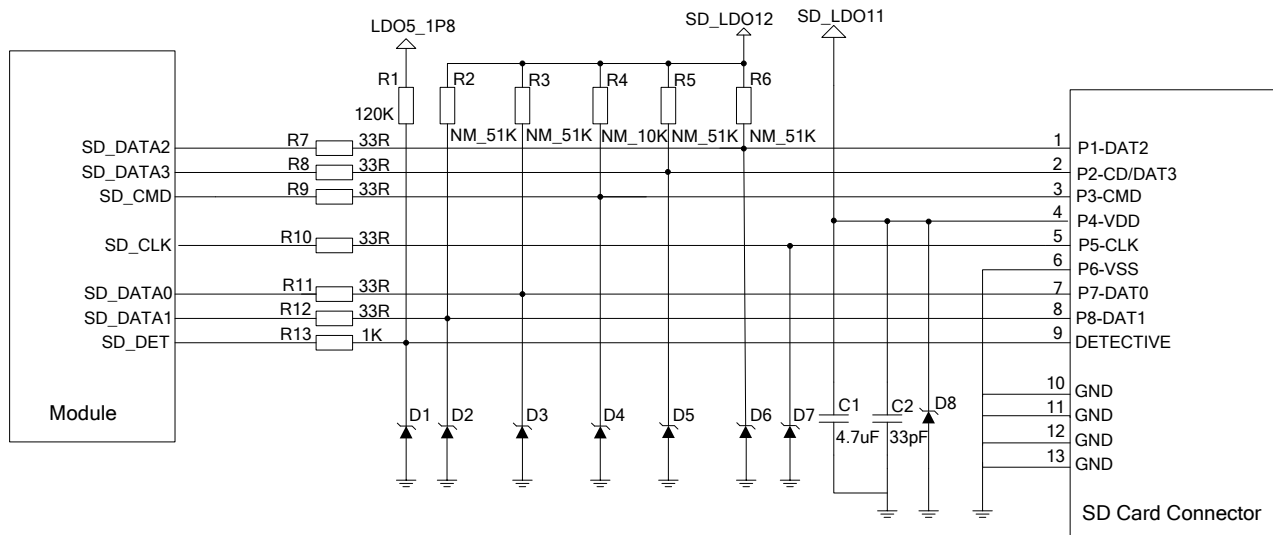 SD_LDO12 SD_LDO11
LDO5_1P8
R1 R2 R3 R4 R5 R6
120K
NM_51K NM_51K NM_10K NM_51K NM_51K
SD_DATA2 R7 33R 1 P1-DAT2
SD_DATA3 R8 33R 2 P2-CD/DAT3
SD_CMD R9 33R 3 P3-CMD
4 P4-VDD
SD_CLK R10 33R 5 P5-CLK
6 P6-VSS
SD_DATA0 R11 33R 7 P7-DAT0
SD_DATA1 R12 33R 8 P8-DAT1
SD_DET R13 1K 9 DETECTIVE
10 GND
Module D1 D2 D3 D4 D5 D6 D7 C1 C2 D8 11 GND
4.7uF 33pF 12 GND
13 GND
SD Card Connector